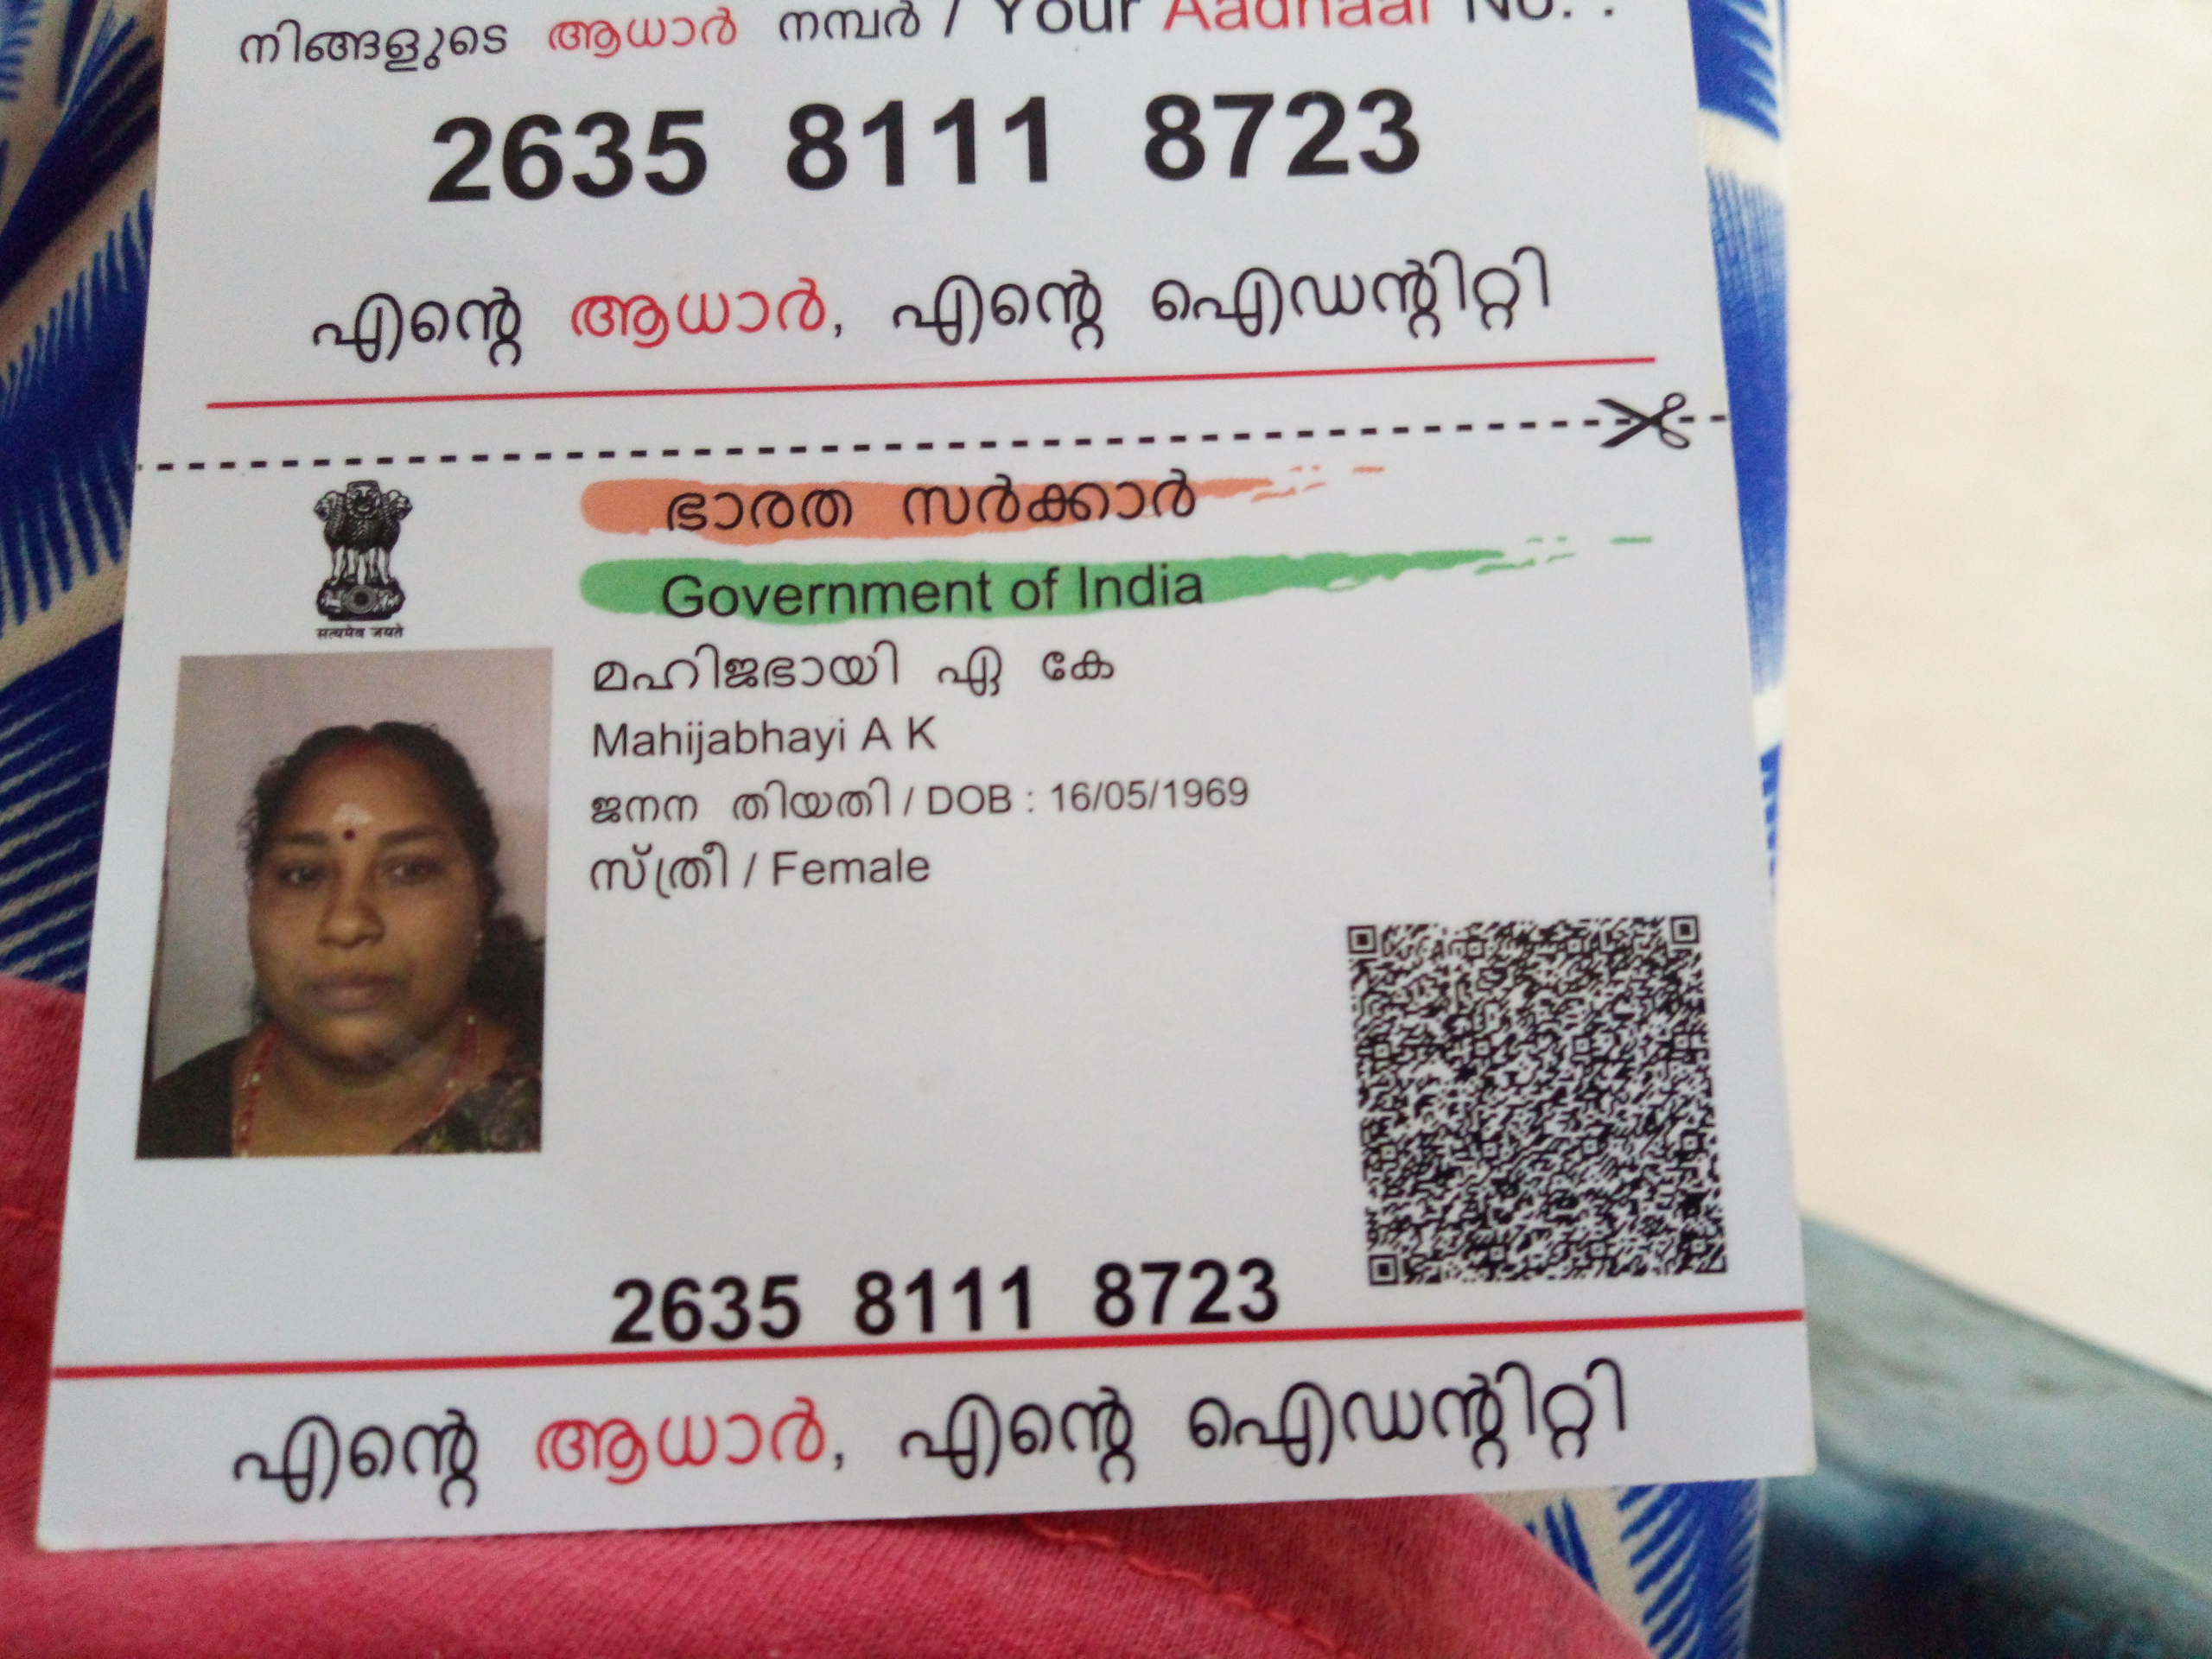 നിങ്ങളുടെ ആധാർ നമ്പർ / Your Aadhaar No. :
2635 8111 8723
എന്റെ ആധാർ, എന്റെ ഐഡന്റിറ്റി
ഭാരത സർക്കാർ
Government of India
सत्यमेव जयते
മഹിജഭായി ഏ കേ
Mahijabhayi A K
ജനന തിയതി / DOB : 16/05/1969
സ്ത്രീ / Female
2635 8111 8723
എന്റെ ആധാർ, എന്റെ ഐഡന്റിറ്റി